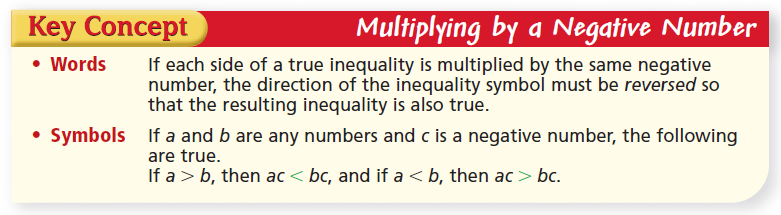 Key Concept
Multiplying by a Negative Number
• Words If each side of a true inequality is multiplied by the same negative
number, the direction of the inequality symbol must be reversed so
that the resulting inequality is also true.
• Symbols If a and b are any numbers and c is a negative number, the following
are true.
If a > b, then ac < bc, and if a < b, then ac > bc.